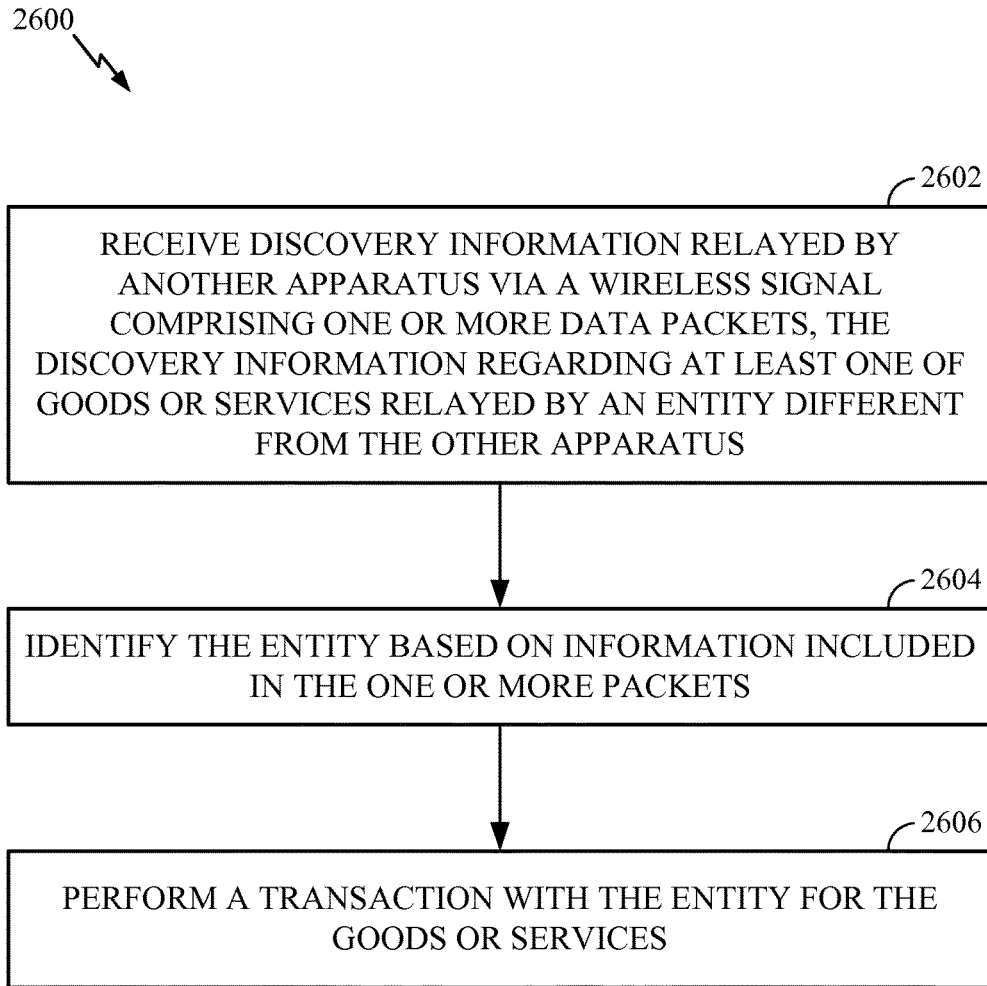 2600
2602
RECEIVE DISCOVERY INFORMATION RELAYED BY
ANOTHER APPARATUS VIA A WIRELESS SIGNAL
COMPRISING ONE OR MORE DATA PACKETS, THE
DISCOVERY INFORMATION REGARDING AT LEAST ONE OF
GOODS OR SERVICES RELAYED BY AN ENTITY DIFFERENT
FROM THE OTHER APPARATUS
2604
IDENTIFY THE ENTITY BASED ON INFORMATION INCLUDED
IN THE ONE OR MORE PACKETS
2606
PERFORM A TRANSACTION WITH THE ENTITY FOR THE
GOODS OR SERVICES